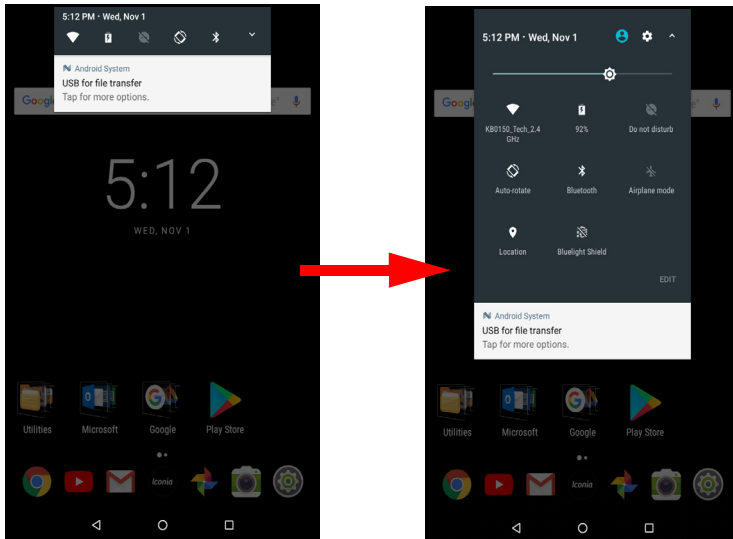 5:12 PM • Wed, Nov 1
Android System
USB for file transfer
Tap for more options.
Google
5:12
WED, NOV 1
Utilities
Microsoft
Google
Play Store
Iconia
5:12 PM • Wed, Nov 1
KB0150_Tech_2.4
GHz
92%
Do not disturb
Auto-rotate
Bluetooth
Airplane mode
Location
Bluelight Shield
EDIT
Android System
USB for file transfer
Tap for more options.
Utilities
Microsoft
Google
Play Store
Iconia